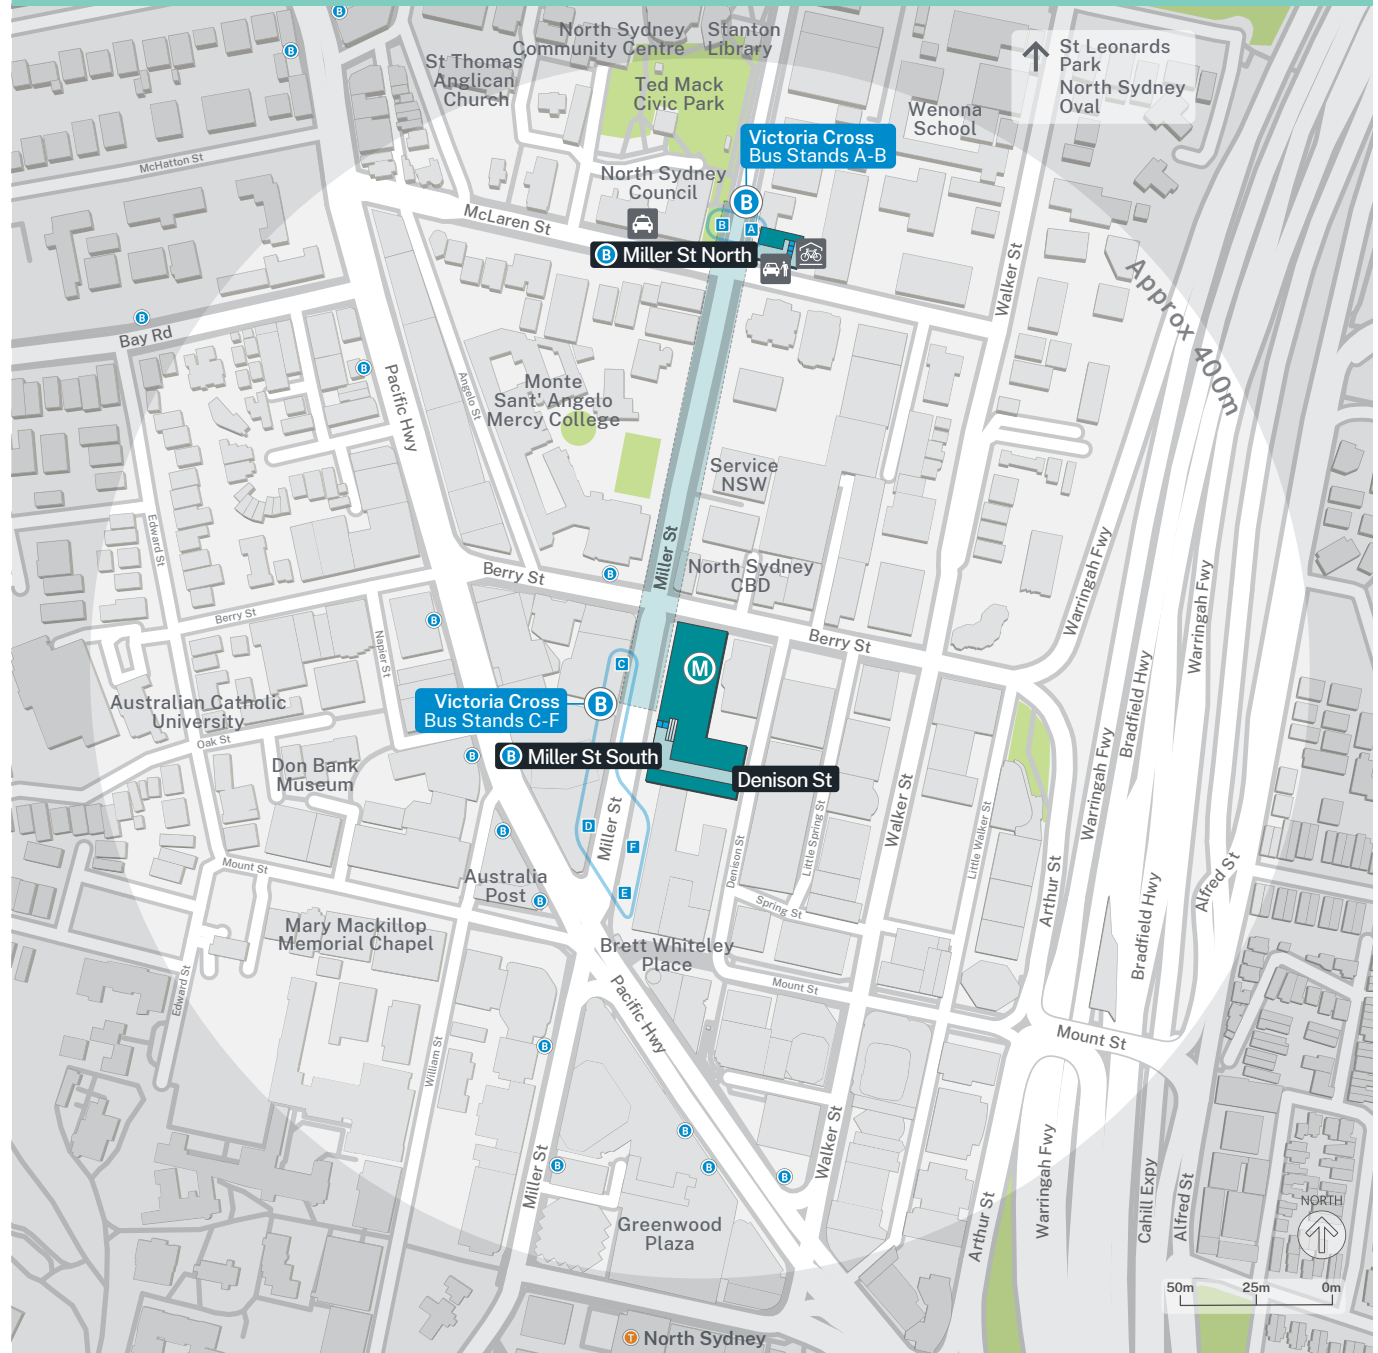 North Sydney
Community Centre
Stanton
Library
St Leonards
Park
North Sydney
Oval
St Thomas'
Anglican
Church
Ted Mack
Civic Park
Wenona
School
Victoria Cross
Bus Stands A-B
McHatton St
North Sydney
Council
McLaren St
B
B
A
B Miller St North
Walker St
Approx 400m
B
B
B
Bay Rd
B
Pacific Hwy
Angelo St
Monte
Sant' Angelo
Mercy College
Service
NSW
Edward St
Miller St
Berry St
B
North Sydney
CBD
Warringah Fwy
Warringah Fwy
Berry St
B
Napier St
Berry St
C
M
Bradfield Hwy
Australian Catholic
University
Victoria Cross
Bus Stands C-F
B
Oak St
B
B Miller St South
Denison St
Don Bank
Museum
Warringah Fwy
Walker St
D
Miller St
F
E
B
Little Spring St
Little Walker St
Denison St
Arthur St
Alfred St
Mount St
Australia
Post
B
Spring St
Bradfield Hwy
Mary Mackillop
Memorial Chapel
Brett Whiteley
Place
Edward St
Mount St
Pacific Hwy
Mount St
William St
B
B
B
B
B
Walker St
Miller St
Warringah Fwy
Cahill Expy
Alfred St
Arthur St
Greenwood
Plaza
NORTH
50m
25m
0m
T North Sydney